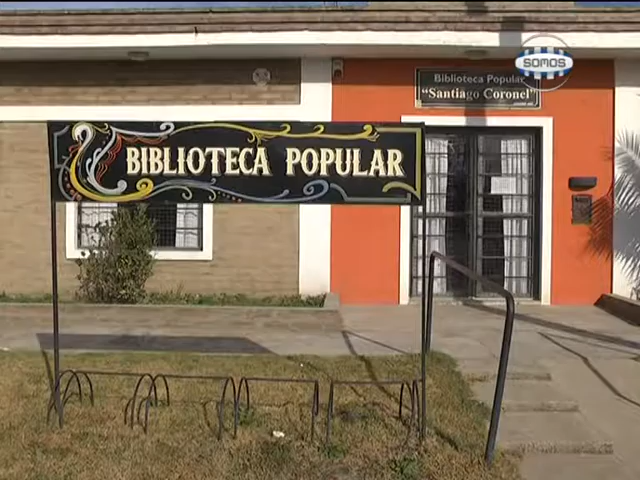 SOMOS
Biblioteca Popular
"Santiago Coronel"
BIBLIOTECA POPULAR